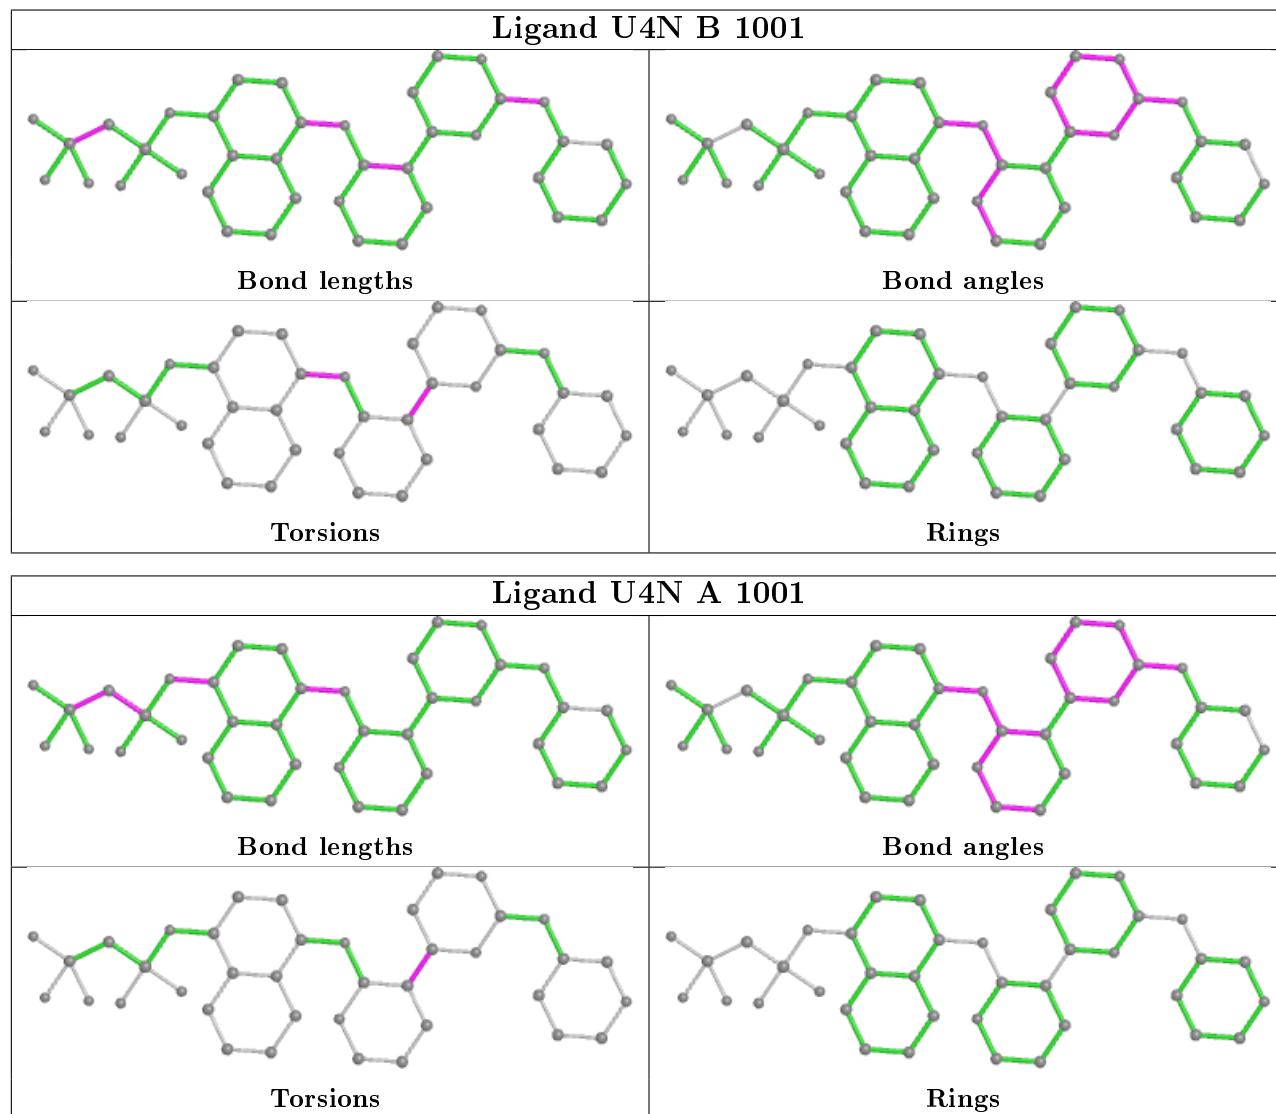 Ligand U4N B 1001
Bond lengths
Bond angles
Torsions
Rings
Ligand U4N A 1001
Bond lengths
Bond angles
Torsions
Rings